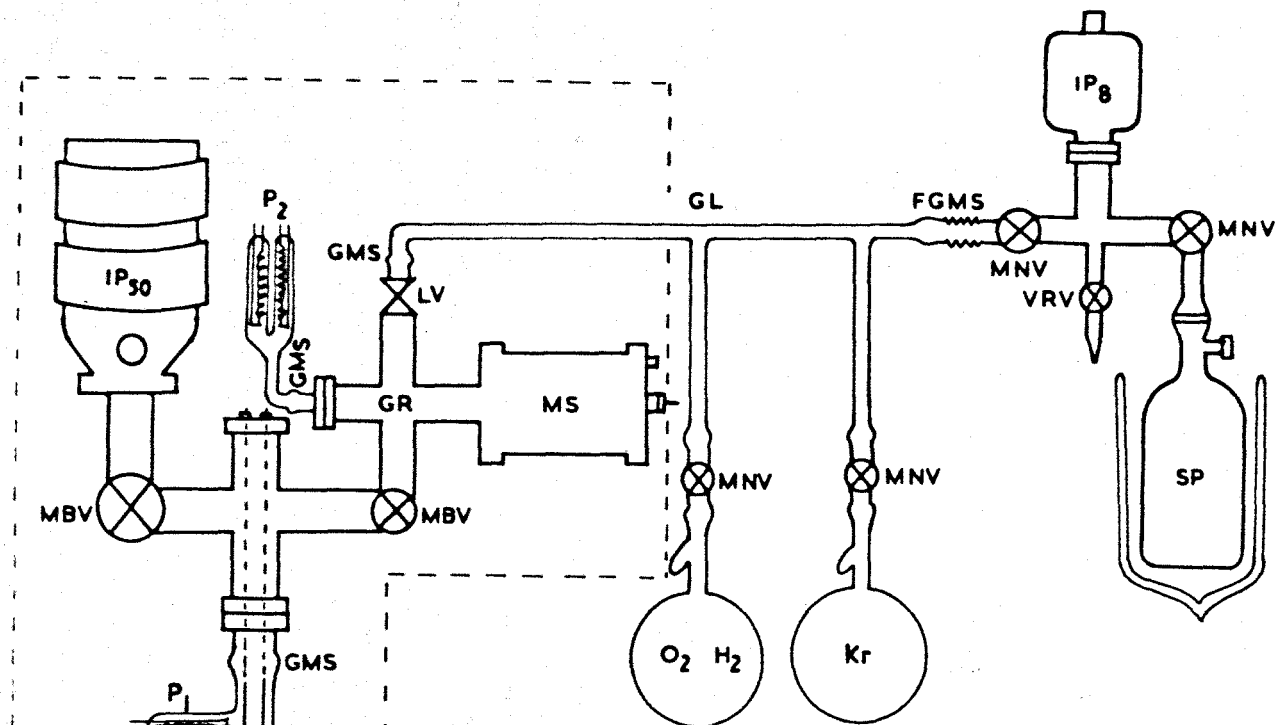 IP8
P2
GL
FGMS
GMS
MNV
MNV
IP50
LV
VRV
GMS
GR
MS
MNV
MNV
SP
MBV
MBV
O2 H2
Kr
GMS
P1